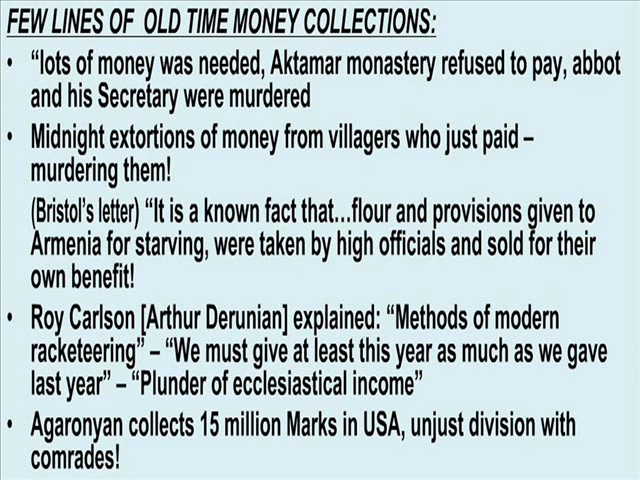 FEW LINES OF OLD TIME MONEY COLLECTIONS:
• “lots of money was needed, Aktamar monastery refused to pay, abbot
and his Secretary were murdered
• Midnight extortions of money from villagers who just paid –
murdering them!
(Bristol’s letter) “It is a known fact that…flour and provisions given to
Armenia for starving, were taken by high officials and sold for their
own benefit!
• Roy Carlson [Arthur Derunian] explained: “Methods of modern
racketeering” – “We must give at least this year as much as we gave
last year” – “Plunder of ecclesiastical income”
• Agaronyan collects 15 million Marks in USA, unjust division with
comrades!